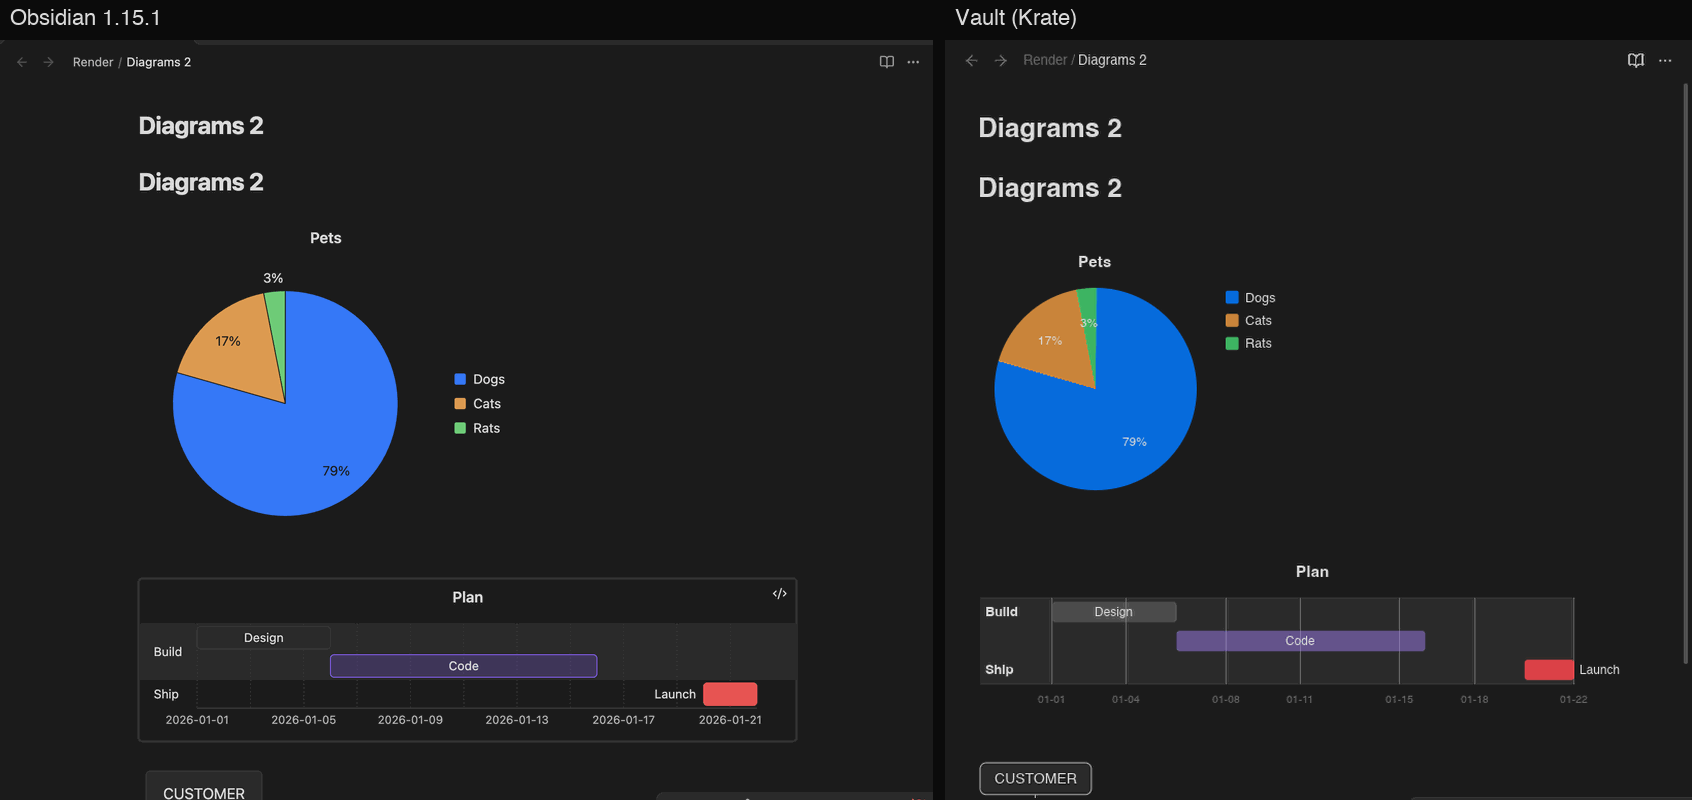 Obsidian 1.15.1
Render / Diagrams 2
Diagrams 2
Diagrams 2
Pets
3%
17%
79%
Dogs
Cats
Rats
Plan
</>
Build
Design
Code
Ship
Launch
2026-01-01 2026-01-05 2026-01-09 2026-01-13 2026-01-17 2026-01-21
CUSTOMER
Vault (Krate)
Render / Diagrams 2
Diagrams 2
Diagrams 2
Pets
3%
17%
79%
Dogs
Cats
Rats
Plan
Build
Design
Code
Ship
Launch
01-01 01-04 01-08 01-11 01-15 01-18 01-22
CUSTOMER